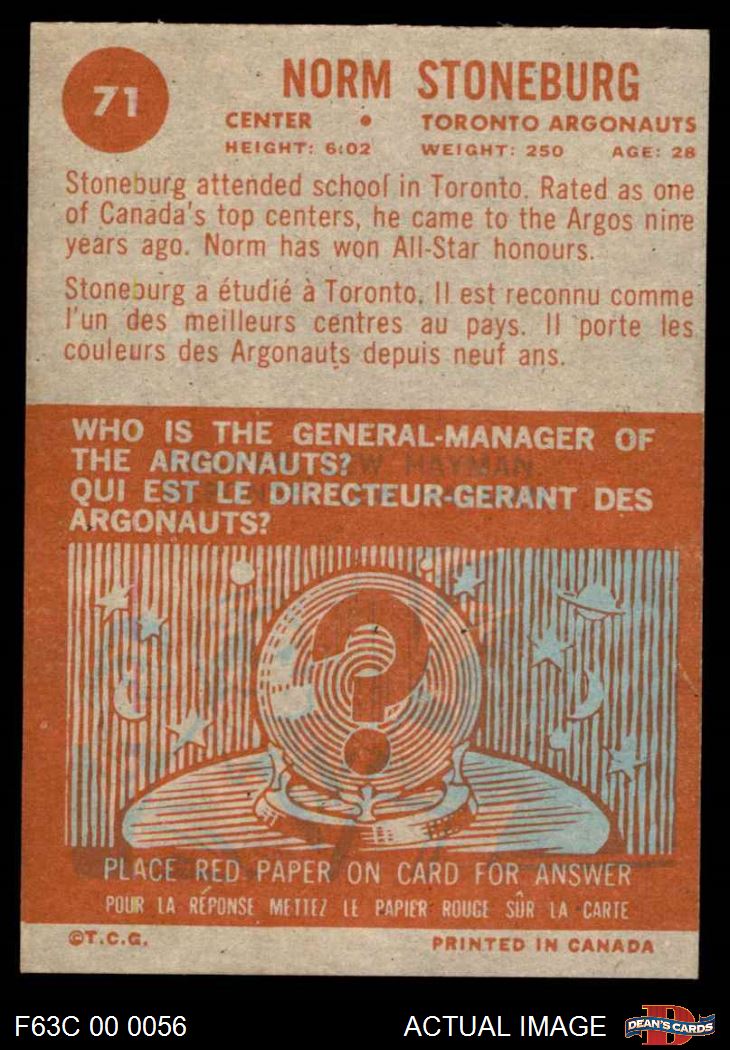 71
NORM STONEBURG
CENTER • TORONTO ARGONAUTS
HEIGHT: 6:02 WEIGHT: 250 AGE: 28
Stoneburg attended school in Toronto. Rated as one
of Canada's top centers, he came to the Argos nine
years ago. Norm has won All-Star honours.
Stoneburg a étudié à Toronto. Il est reconnu comme
l'un des meilleurs centres au pays. Il porte les
couleurs des Argonauts depuis neuf ans.
WHO IS THE GENERAL-MANAGER OF
THE ARGONAUTS?
HAYMAN
QUI EST LE DIRECTEUR-GERANT DES
ARGONAUTS?
?
PLACE RED PAPER ON CARD FOR ANSWER
POUR LA RÉPONSE METTEZ LE PAPIER ROUGE SÛR LA CARTE
©T.C.G. PRINTED IN CANADA
F63C 00 0056 ACTUAL IMAGE DEAN'S CARDS